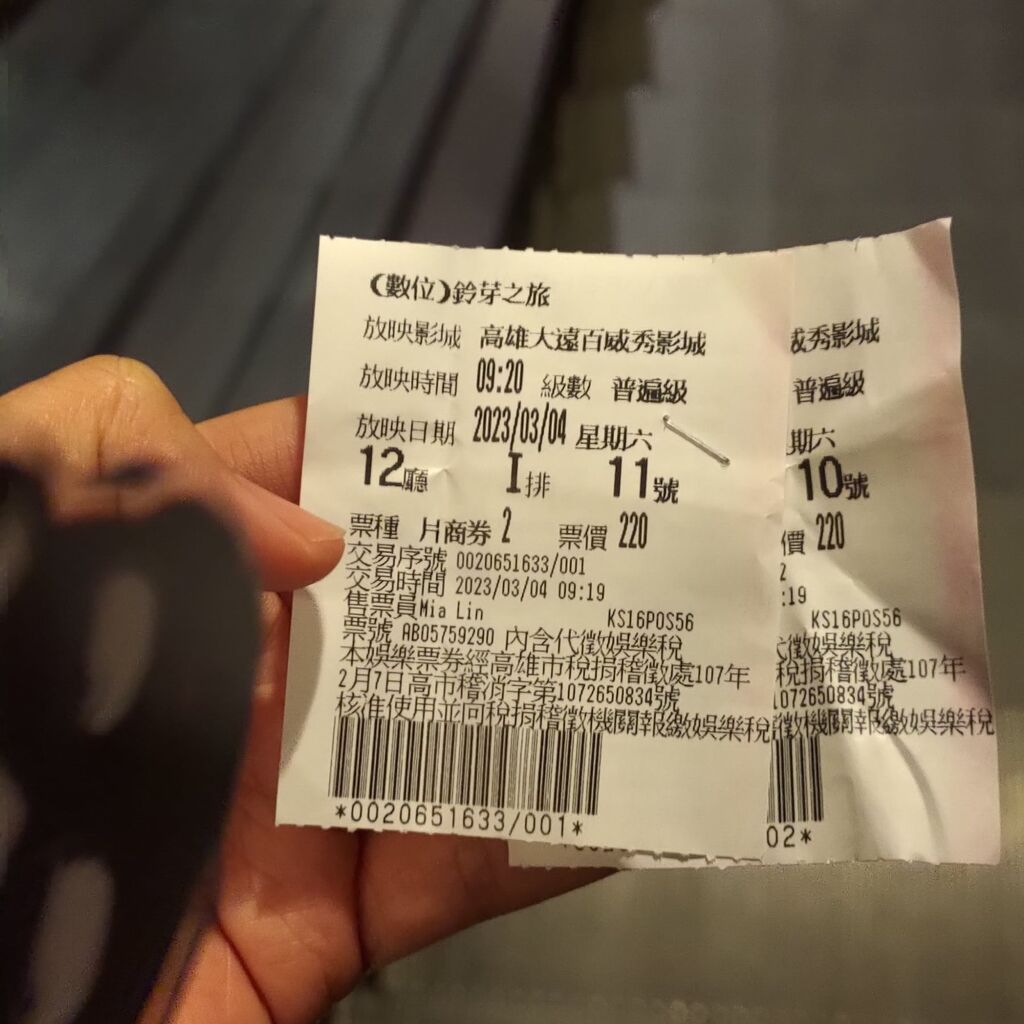 (數位)鈴芽之旅
放映影城 高雄大遠百威秀影城
放映時間 09:20 級數 普遍級
放映日期 2023/03/04 星期六
12廳 I排 11號
票種 片商券 2 票價 220
交易序號 0020651633/001
交易時間 2023/03/04 09:19
售票員Mia Lin KS16POS56
票號 AB05759290 內含代徵娛樂稅
本娛樂票券經高雄市稅捐稽徵處107年
2月7日高市稽消字第1072650834號
核准使用並向稅捐稽徵機關報繳娛樂稅
*0020651633/001*
威秀影城
普遍級
期六
10號
價 220
2
:19
KS16POS56
代徵娛樂稅
稅捐稽徵處107年
1072650834號
徵機關報繳娛樂稅
02*